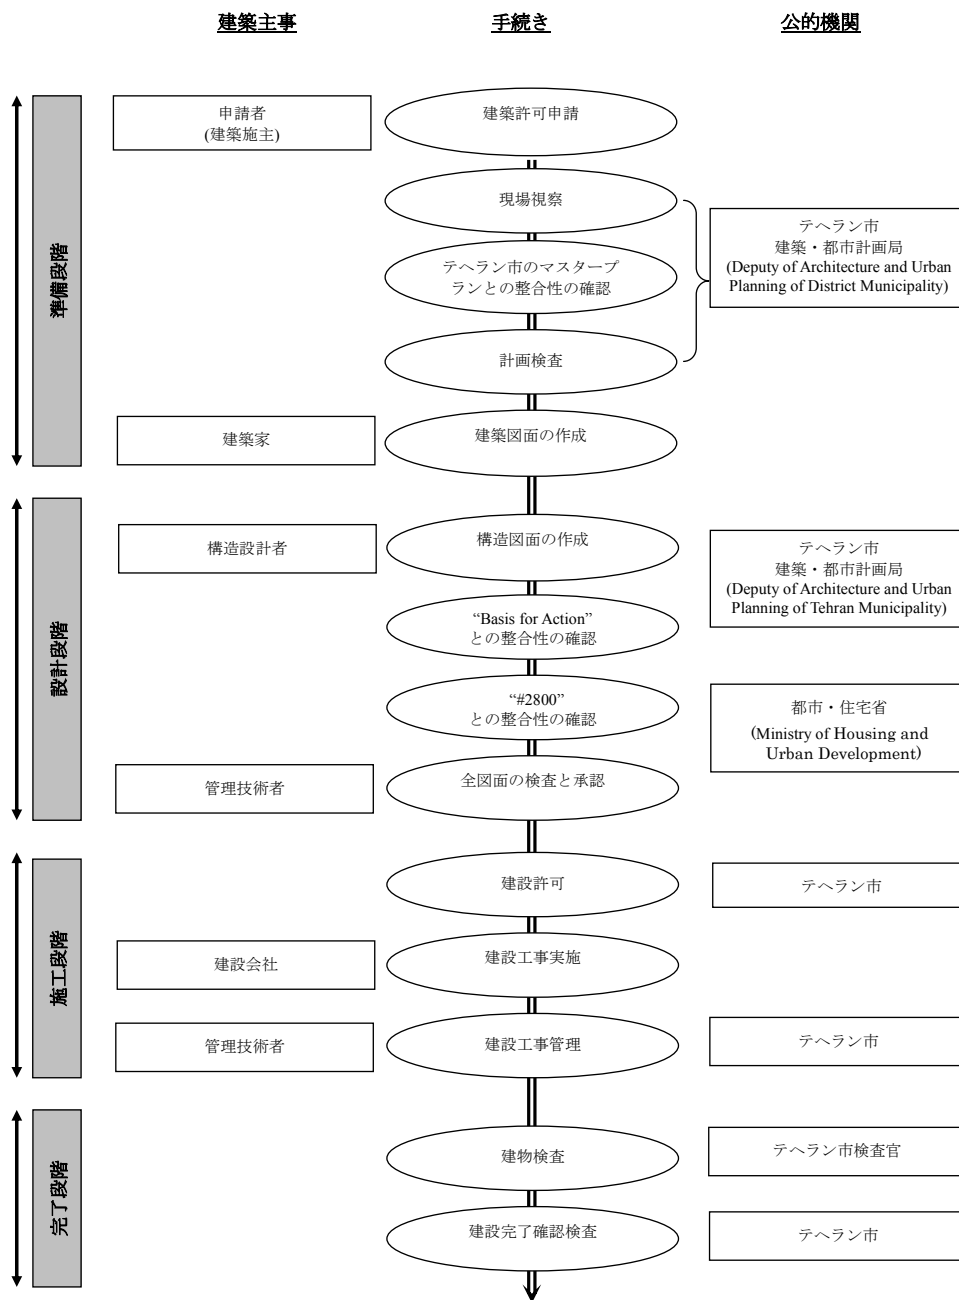 建築主事
手続き
公的機関
準備段階
申請者
(建築施主)
建築許可申請
現場視察
テヘラン市のマスタープ
ランとの整合性の確認
計画検査
テヘラン市
建築・都市計画局
(Deputy of Architecture and Urban
Planning of District Municipality)
建築家
建築図面の作成
設計段階
構造設計者
構造図面の作成
テヘラン市
建築・都市計画局
(Deputy of Architecture and Urban
Planning of Tehran Municipality)
“Basis for Action”
との整合性の確認
“#2800”
との整合性の確認
都市・住宅省
(Ministry of Housing and
Urban Development)
管理技術者
全図面の検査と承認
施工段階
建設許可
テヘラン市
建設会社
建設工事実施
管理技術者
建設工事管理
テヘラン市
完了段階
建物検査
テヘラン市検査官
建設完了確認検査
テヘラン市